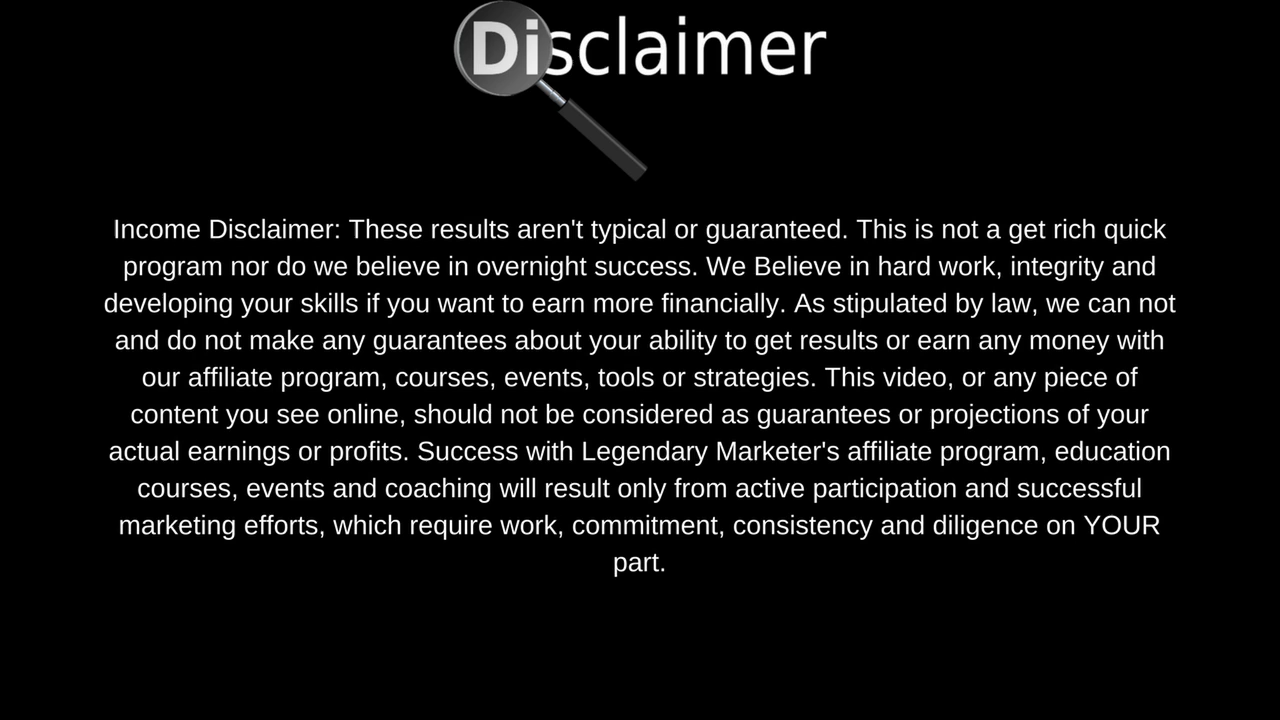 Disclaimer
Income Disclaimer: These results aren't typical or guaranteed. This is not a get rich quick
program nor do we believe in overnight success. We Believe in hard work, integrity and
developing your skills if you want to earn more financially. As stipulated by law, we can not
and do not make any guarantees about your ability to get results or earn any money with
our affiliate program, courses, events, tools or strategies. This video, or any piece of
content you see online, should not be considered as guarantees or projections of your
actual earnings or profits. Success with Legendary Marketer's affiliate program, education
courses, events and coaching will result only from active participation and successful
marketing efforts, which require work, commitment, consistency and diligence on YOUR
part.